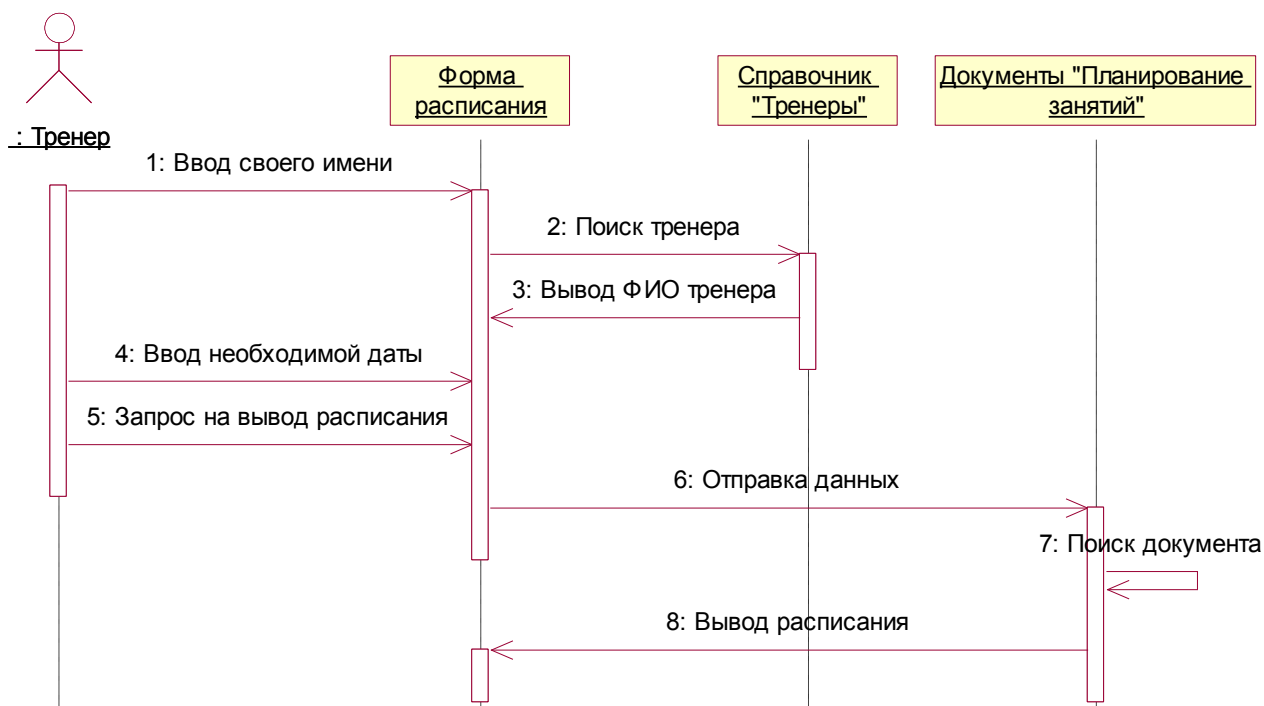 Форма
расписания
Справочник
"Тренеры"
Документы "Планирование
занятий"
: Тренер
1: Ввод своего имени
2: Поиск тренера
3: Вывод ФИО тренера
4: Ввод необходимой даты
5: Запрос на вывод расписания
6: Отправка данных
7: Поиск документа
8: Вывод расписания